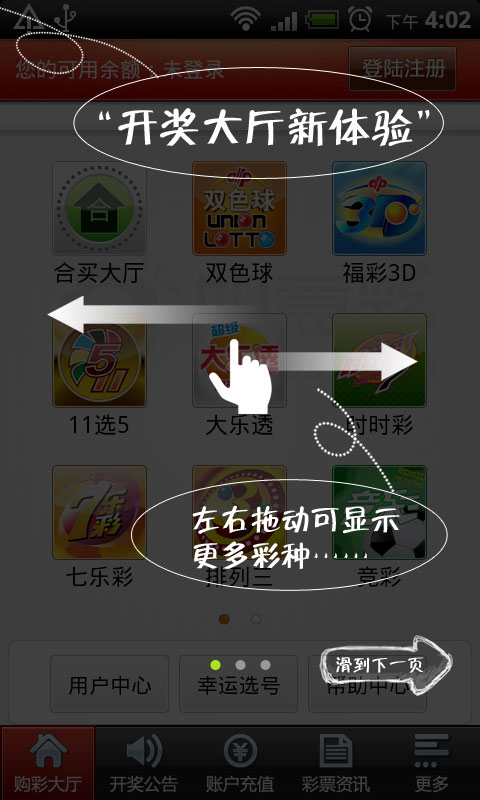 下午 4:02
您的可用余额：未登录
登陆注册
“开奖大厅新体验”
合
双色球
UNION
LOTTO
3D
合买大厅
双色球
福彩3D
5
11
超级
大乐透
11选5
大乐透
时时彩
左右拖动可显示
更多彩种……
7乐彩
七乐彩
排列三
竞彩
滑到下一页
用户中心
幸运选号
帮助中心
购彩大厅
开奖公告
账户充值
彩票资讯
更多